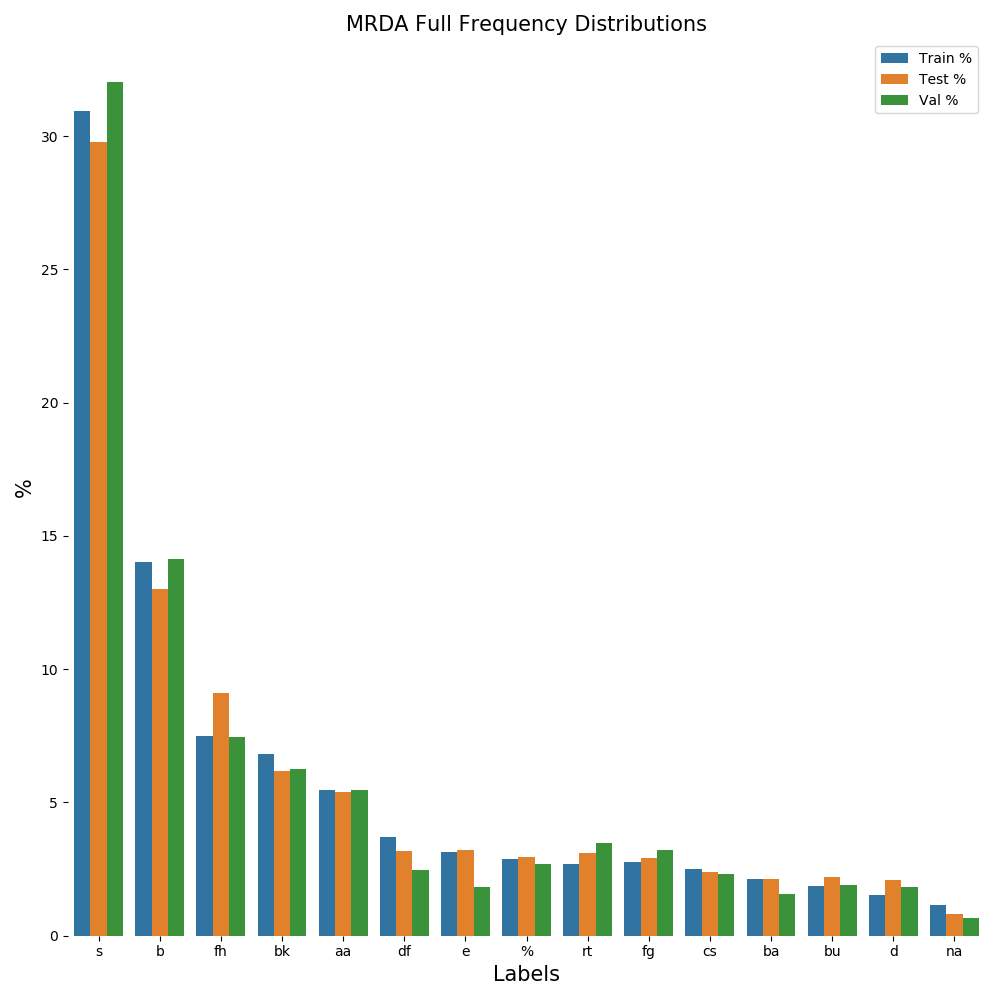 MRDA Full Frequency Distributions
Train %
Test %
Val %
30
25
20
15
10
5
0
%
s b fh bk aa df e % rt fg cs ba bu d na
Labels